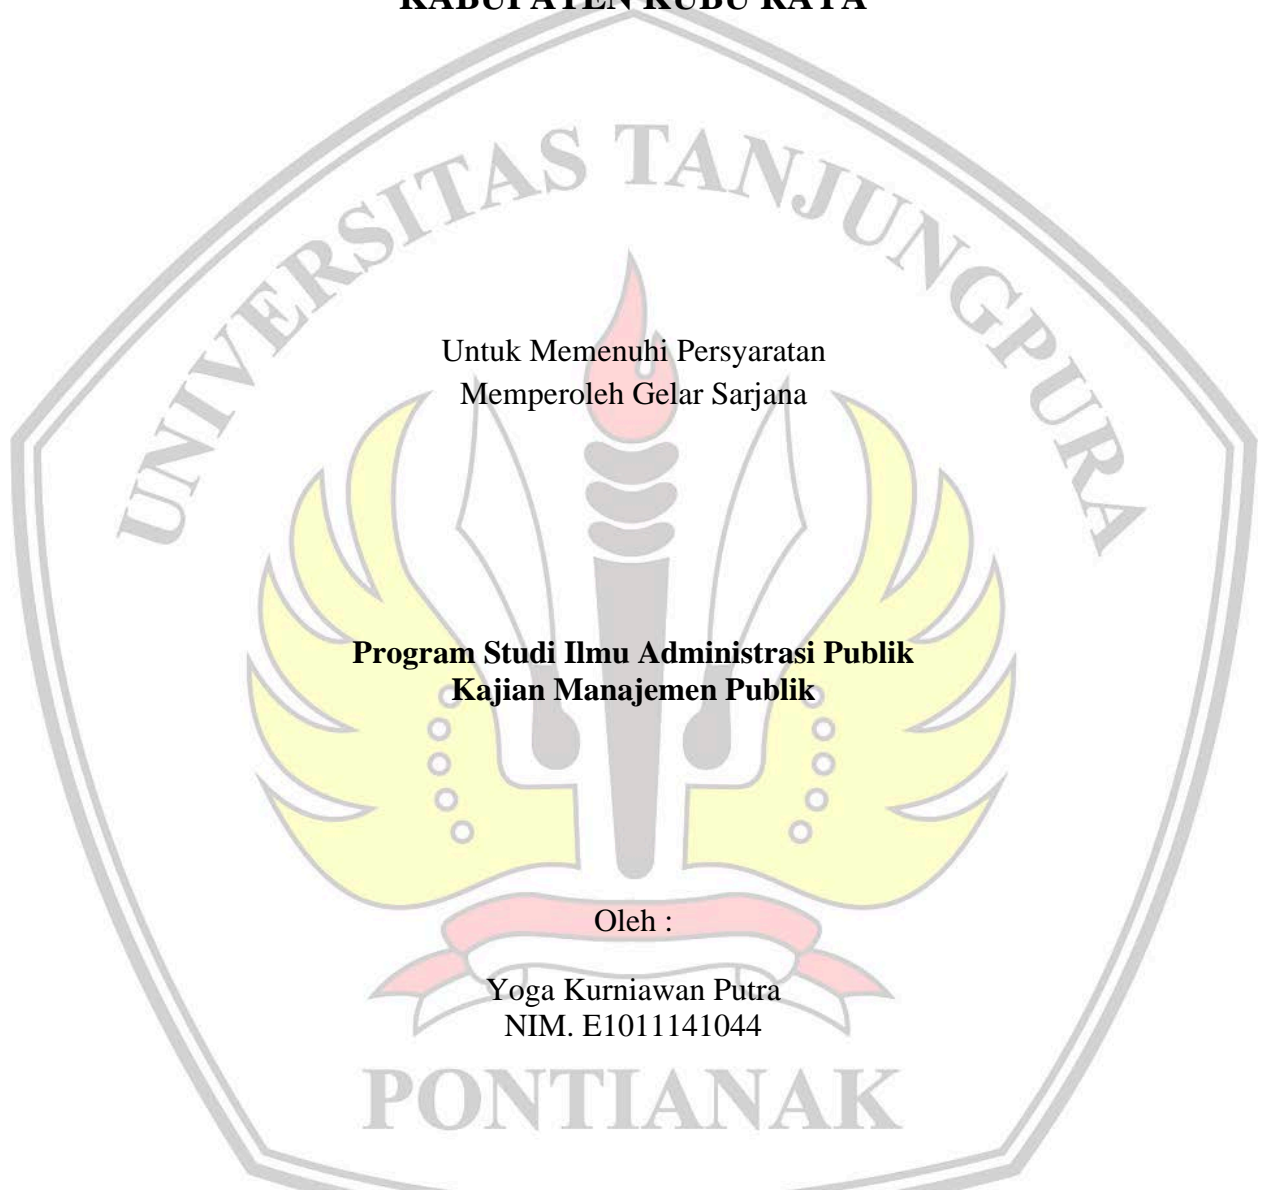 KABUPATEN KUBU RAYA
UNIVERSITAS TANJUNGPURA
Untuk Memenuhi Persyaratan
Memperoleh Gelar Sarjana
Program Studi Ilmu Administrasi Publik
Kajian Manajemen Publik
Oleh :
Yoga Kurniawan Putra
NIM. E1011141044
PONTIANAK